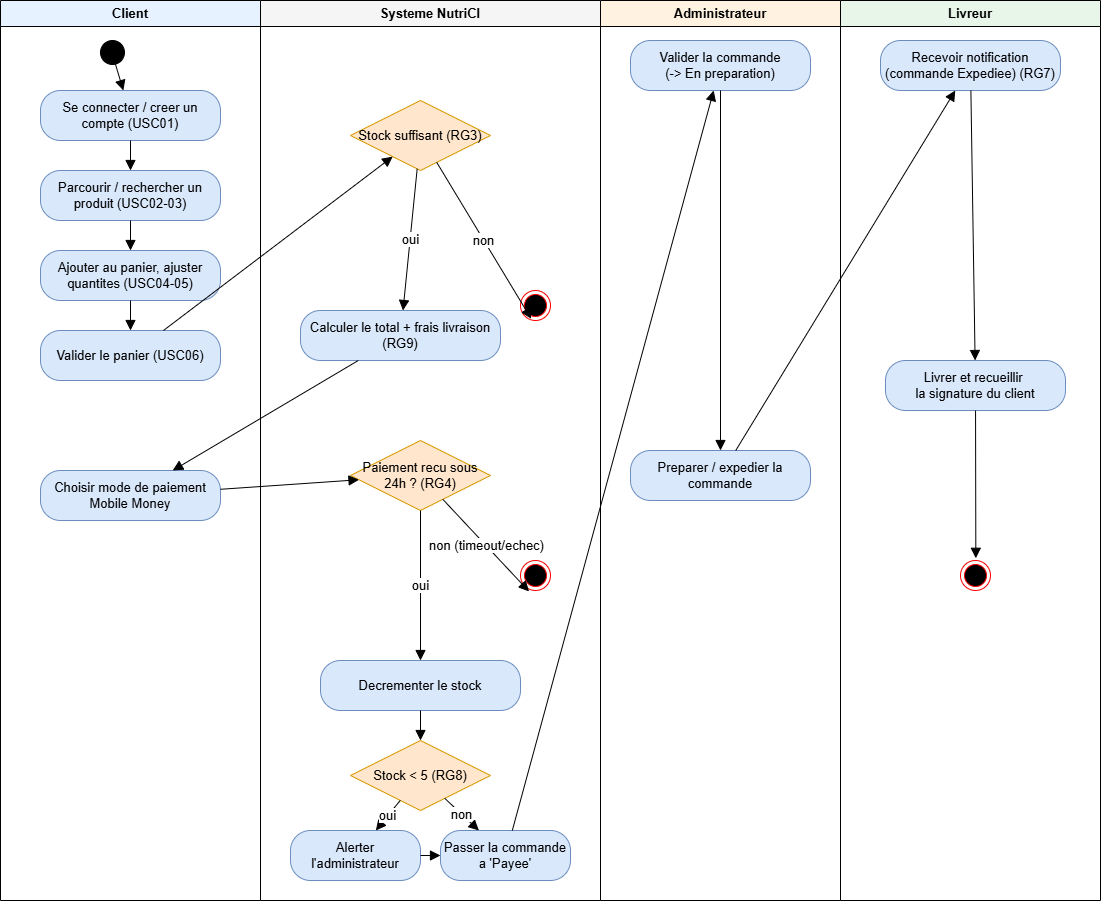 Client
Systeme NutriCI
Administrateur
Livreur
Se connecter / creer un
compte (USC01)
Parcourir / rechercher un
produit (USC02-03)
Ajouter au panier, ajuster
quantites (USC04-05)
Valider le panier (USC06)
Choisir mode de paiement
Mobile Money
Stock suffisant (RG3)
oui
non
Calculer le total + frais livraison
(RG9)
Paiement recu sous
24h ? (RG4)
non (timeout/echec)
oui
Decrementer le stock
Stock < 5 (RG8)
oui
non
Alerter
l'administrateur
Passer la commande
a 'Payee'
Valider la commande
(-> En preparation)
Preparer / expedier la
commande
Recevoir notification
(commande Expediee) (RG7)
Livrer et recueillir
la signature du client